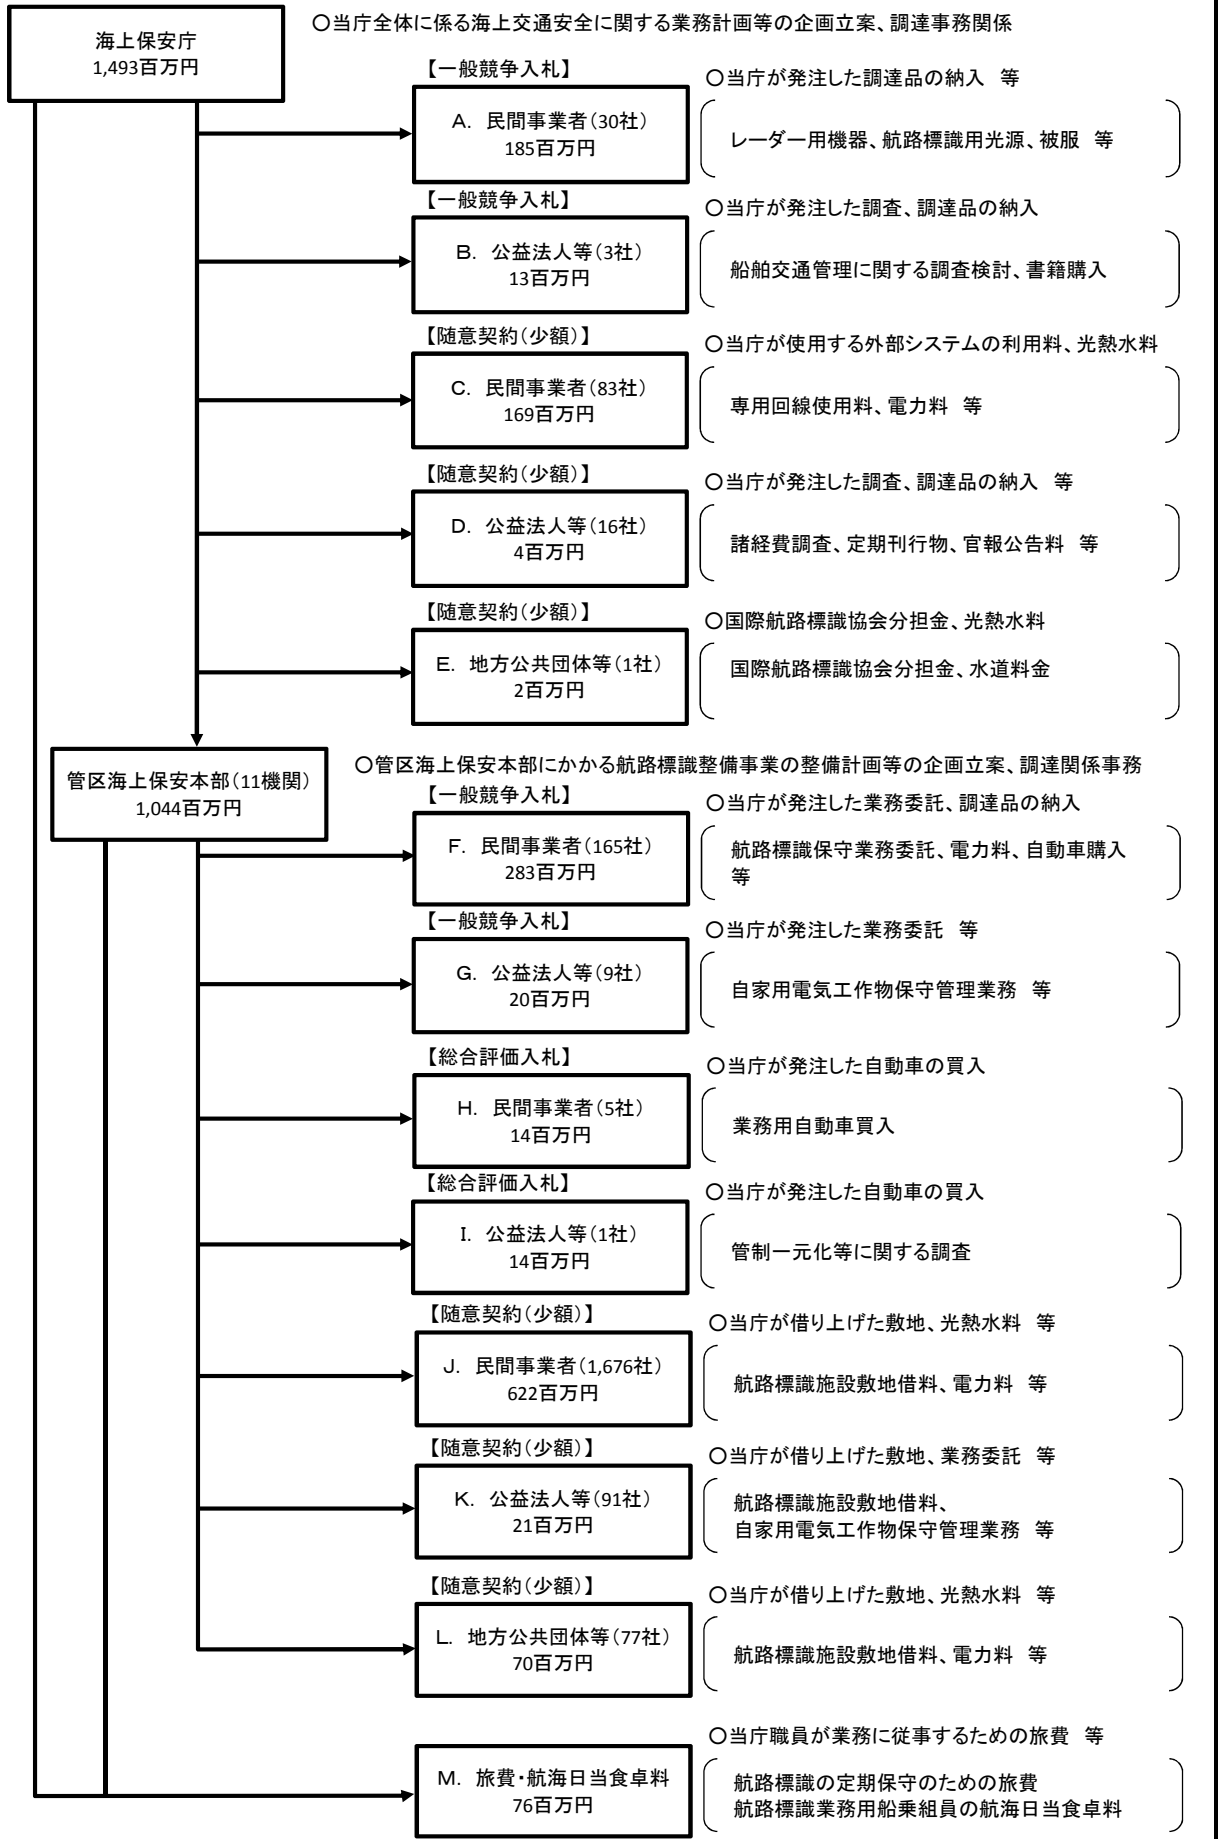 海上保安庁
1,493百万円
○当庁全体に係る海上交通安全に関する業務計画等の企画立案、調達事務関係
【一般競争入札】
○当庁が発注した調達品の納入 等
A. 民間事業者(30社)
185百万円
レーダー用機器、航路標識用光源、被服 等
【一般競争入札】
○当庁が発注した調査、調達品の納入
B. 公益法人等(3社)
13百万円
船舶交通管理に関する調査検討、書籍購入
【随意契約(少額)】
○当庁が使用する外部システムの利用料、光熱水料
C. 民間事業者(83社)
169百万円
専用回線使用料、電力料 等
【随意契約(少額)】
○当庁が発注した調査、調達品の納入 等
D. 公益法人等(16社)
4百万円
諸経費調査、定期刊行物、官報公告料 等
【随意契約(少額)】
○国際航路標識協会分担金、光熱水料
E. 地方公共団体等(1社)
2百万円
国際航路標識協会分担金、水道料金
管区海上保安本部(11機関)
1,044百万円
○管区海上保安本部にかかる航路標識整備事業の整備計画等の企画立案、調達関係事務
【一般競争入札】
○当庁が発注した業務委託、調達品の納入
F. 民間事業者(165社)
283百万円
航路標識保守業務委託、電力料、自動車購入
等
【一般競争入札】
○当庁が発注した業務委託 等
G. 公益法人等(9社)
20百万円
自家用電気工作物保守管理業務 等
【総合評価入札】
○当庁が発注した自動車の買入
H. 民間事業者(5社)
14百万円
業務用自動車買入
【総合評価入札】
○当庁が発注した自動車の買入
I. 公益法人等(1社)
14百万円
管制一元化等に関する調査
【随意契約(少額)】
○当庁が借り上げた敷地、光熱水料 等
J. 民間事業者(1,676社)
622百万円
航路標識施設敷地借料、電力料 等
【随意契約(少額)】
○当庁が借り上げた敷地、業務委託 等
K. 公益法人等(91社)
21百万円
航路標識施設敷地借料、
自家用電気工作物保守管理業務 等
【随意契約(少額)】
○当庁が借り上げた敷地、光熱水料 等
L. 地方公共団体等(77社)
70百万円
航路標識施設敷地借料、電力料 等
○当庁職員が業務に従事するための旅費 等
M. 旅費・航海日当食卓料
76百万円
航路標識の定期保守のための旅費
航路標識業務用船乗組員の航海日当食卓料